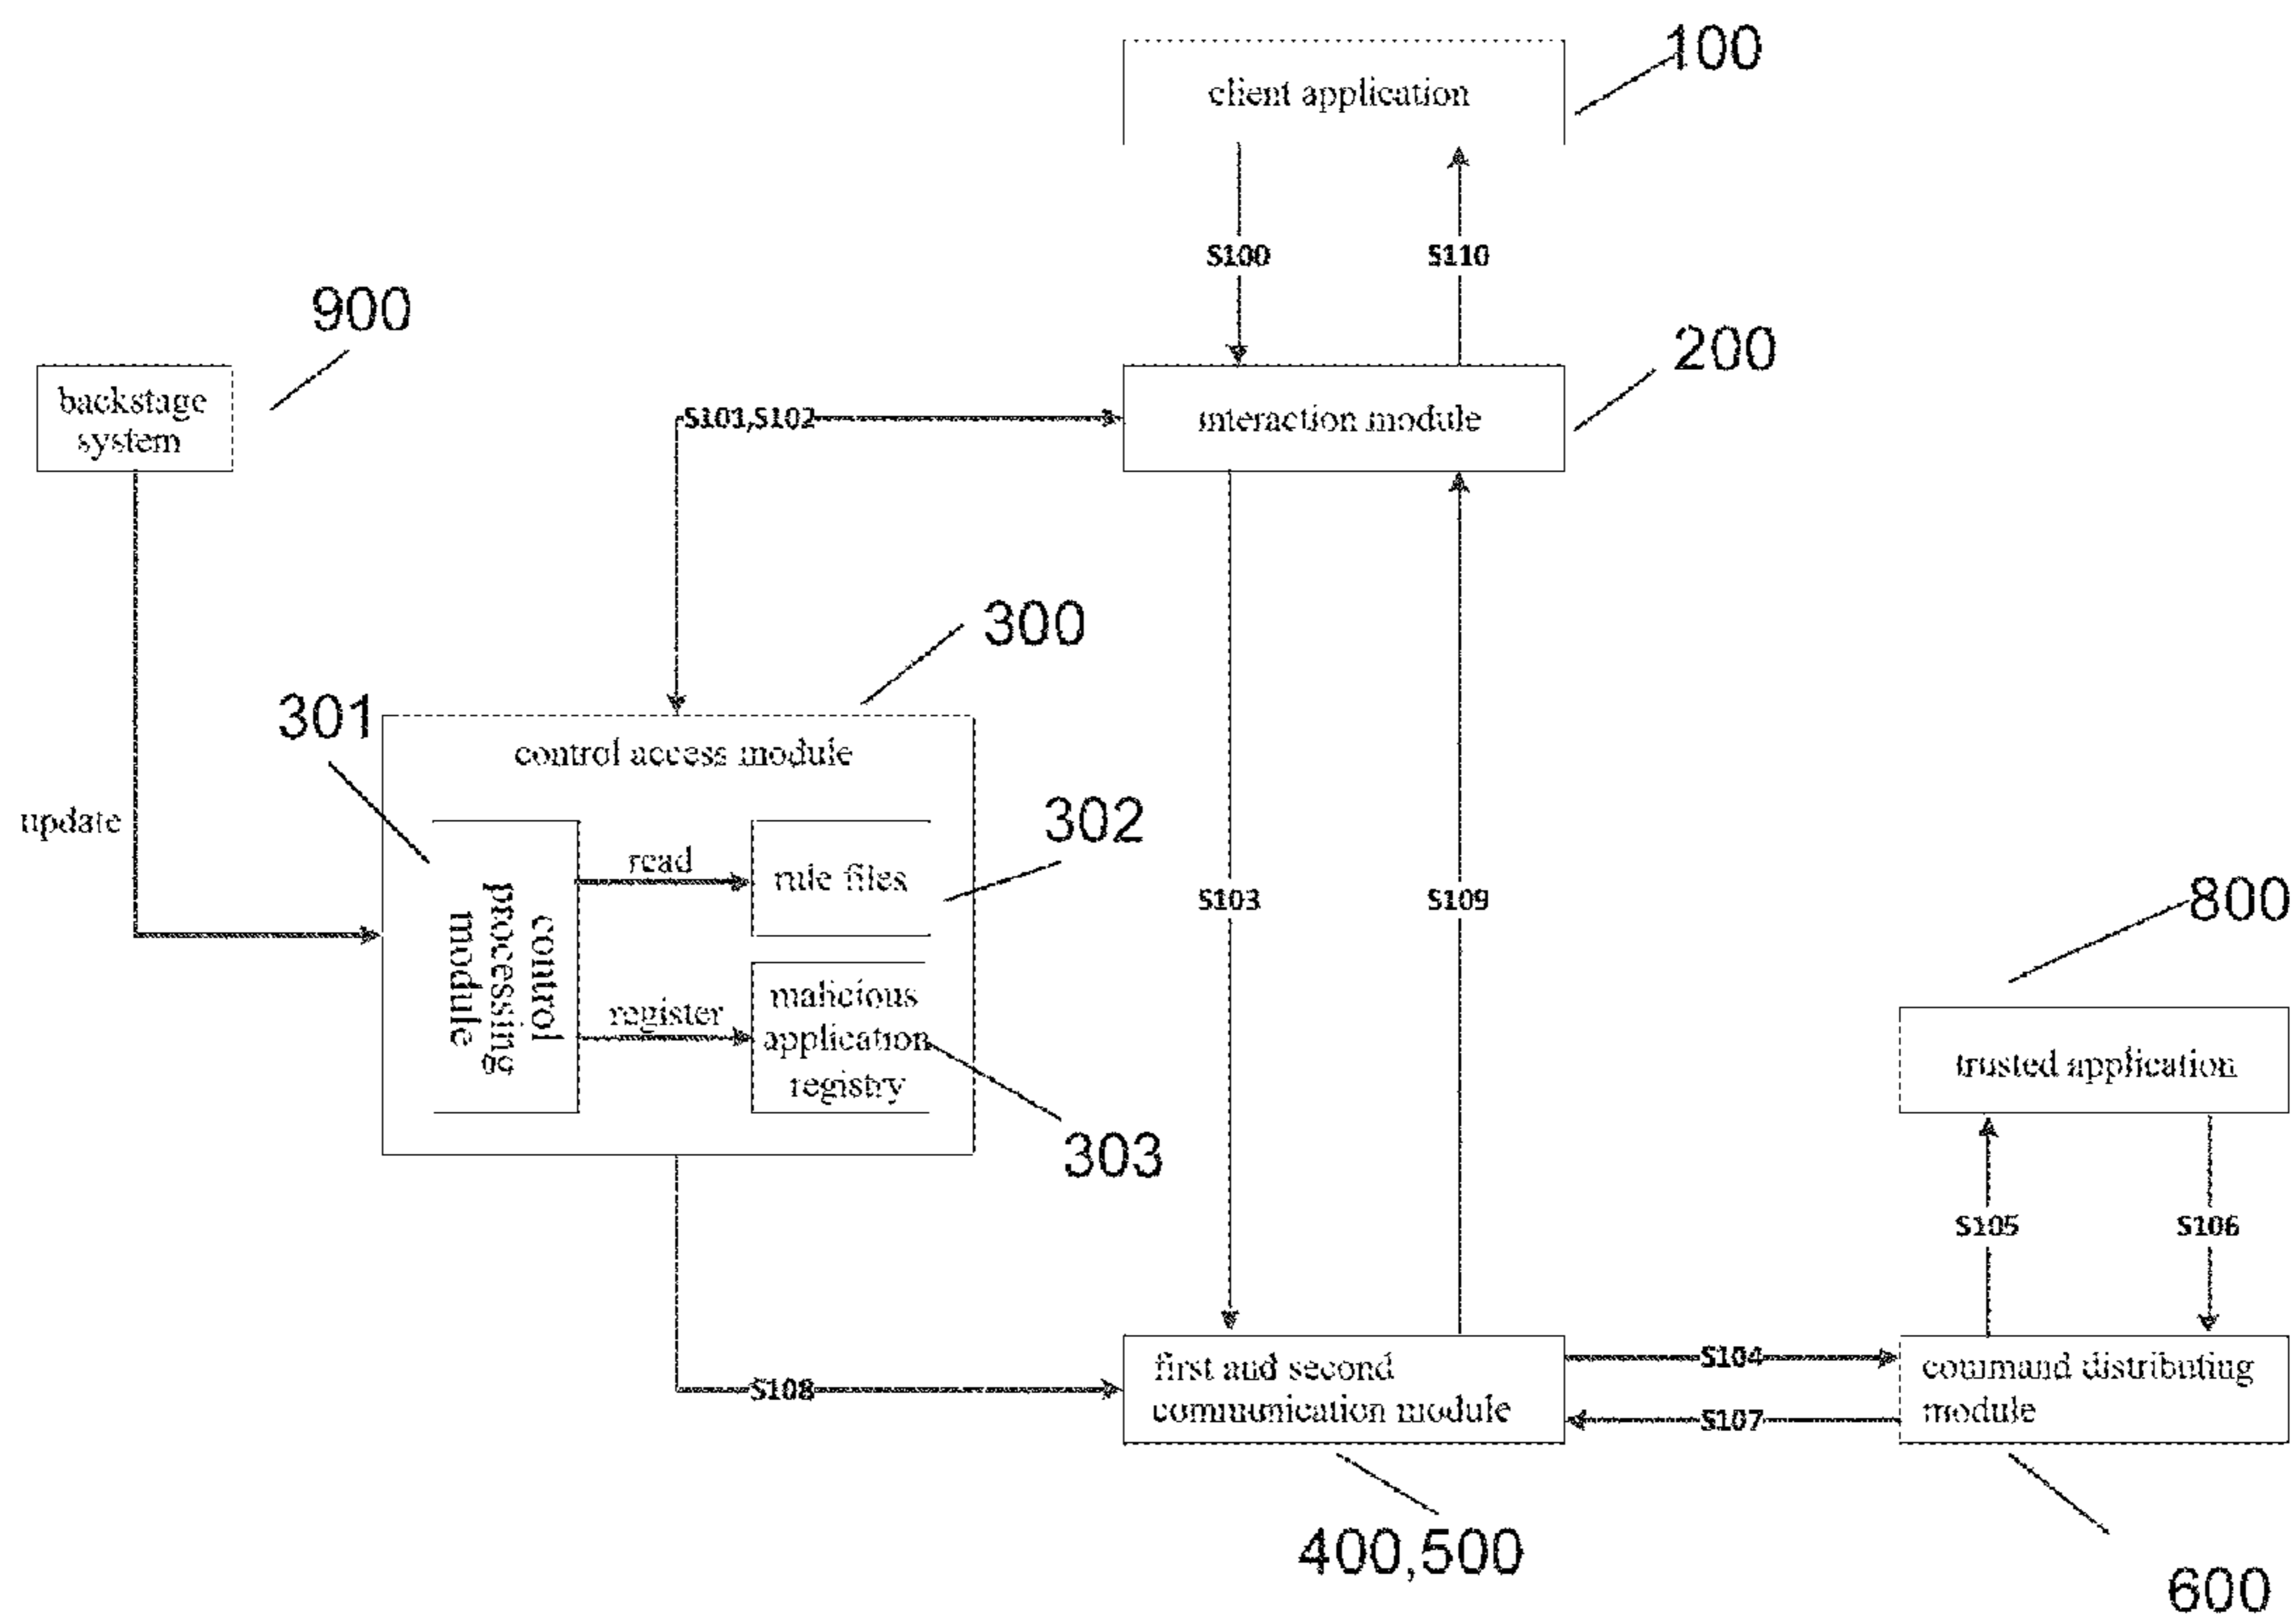 100
client application
S100
S110
900
200
backstage
system
S101,S102
interaction module
300
301
control access module
302
update
read
rule files
control
processing
module
S103
S109
800
register
malicious
application
registry
trusted application
303
S105
S106
first and second
communication module
S104
command distributing
module
S108
S107
400,500
600